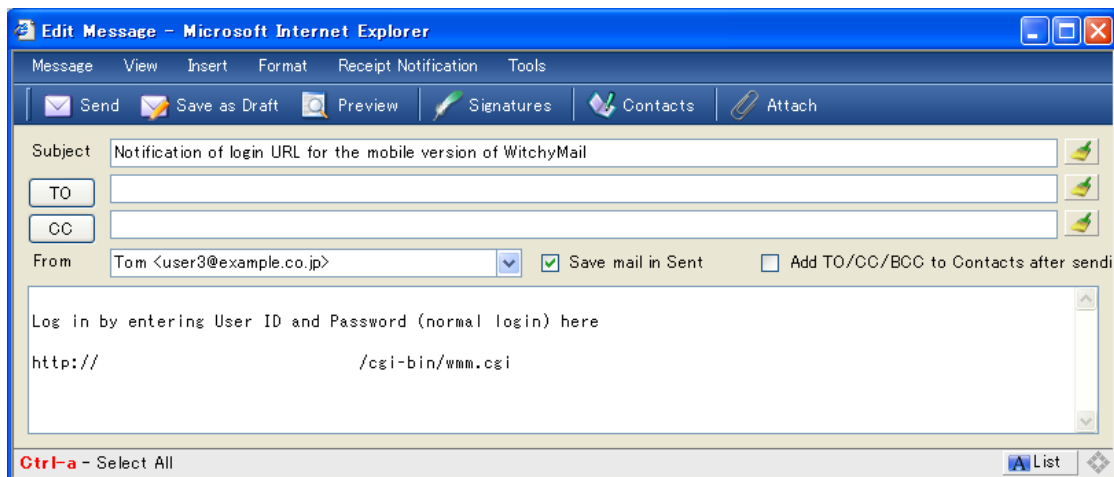 Edit Message - Microsoft Internet Explorer
Message View Insert Format Receipt Notification Tools
Send Save as Draft Preview Signatures Contacts Attach
Subject Notification of login URL for the mobile version of WitchyMail
TO
CC
From Tom <user3@example.co.jp> Save mail in Sent Add TO/CC/BCC to Contacts after sendi
Log in by entering User ID and Password (normal login) here
http:// /cgi-bin/wmm.cgi
Ctrl-a - Select All A List